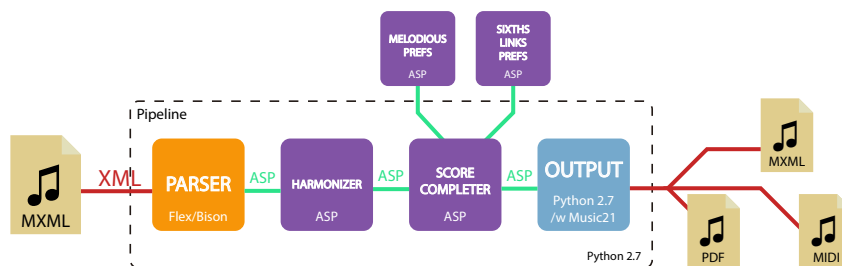 MELODIOUS
PREFS
ASP
SIXTHS
LINKS
PREFS
ASP
Pipeline
MXML
XML
PARSER
Flex/Bison
ASP
HARMONIZER
ASP
ASP
SCORE
COMPLETER
ASP
ASP
OUTPUT
Python 2.7
/w Music21
MXML
PDF
MIDI
Python 2.7